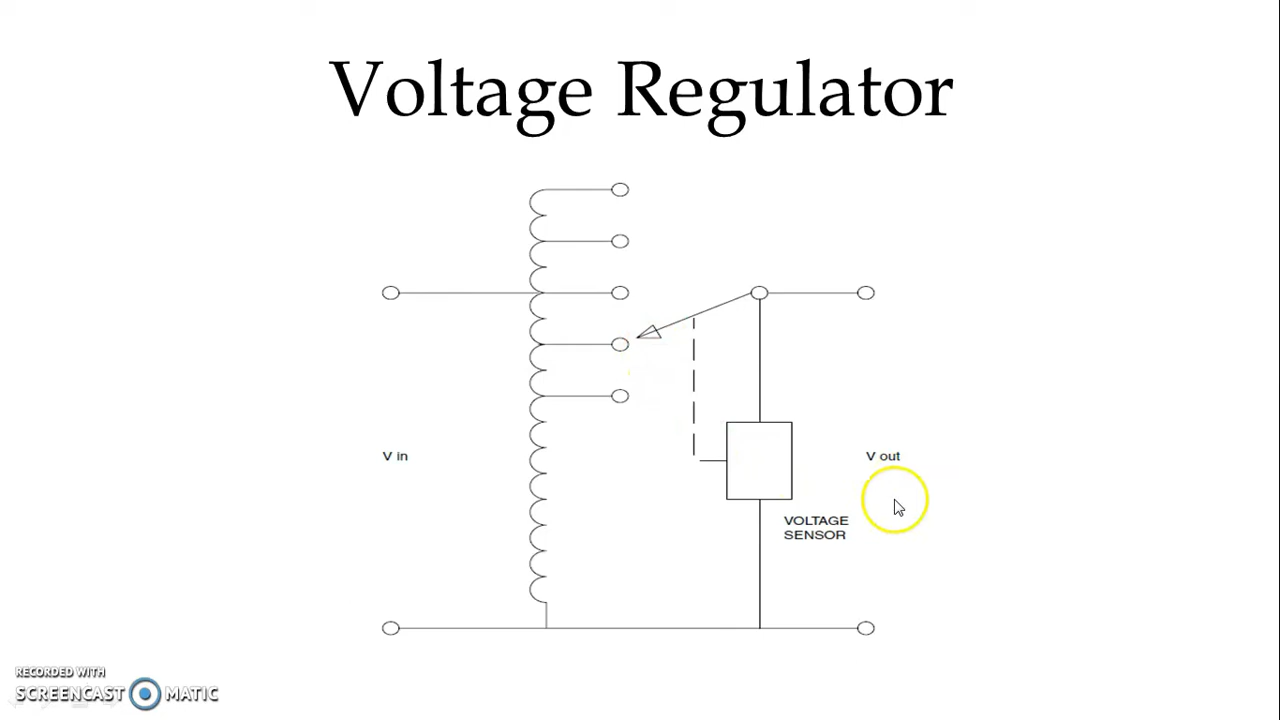 Voltage Regulator
V in
V out
VOLTAGE
SENSOR
RECORDED WITH
SCREENCAST MATIC